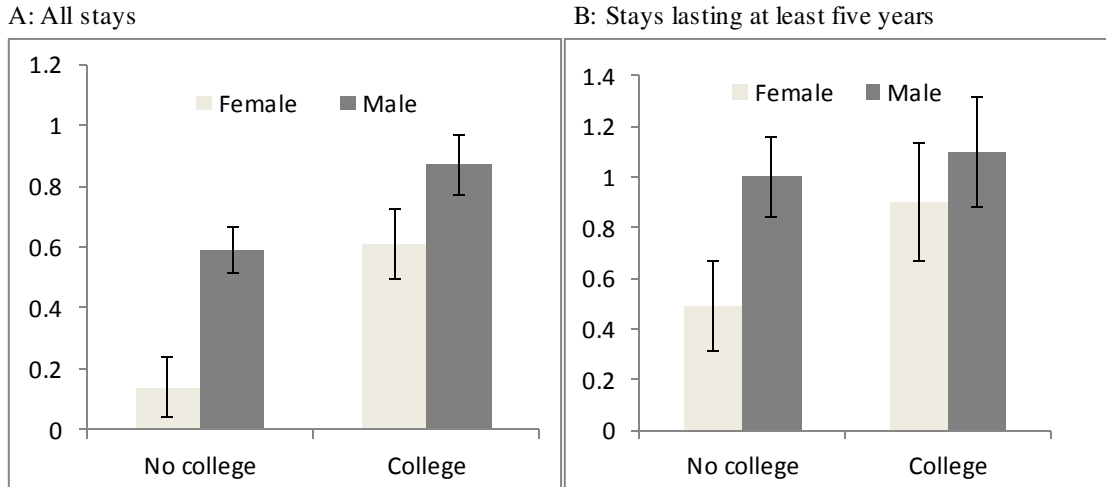 A: All stays
1.2
1
0.8
0.6
0.4
0.2
0
Female
Male
No college
College
B: Stays lasting at least five years
1.4
1.2
1
0.8
0.6
0.4
0.2
0
Female
Male
No college
College